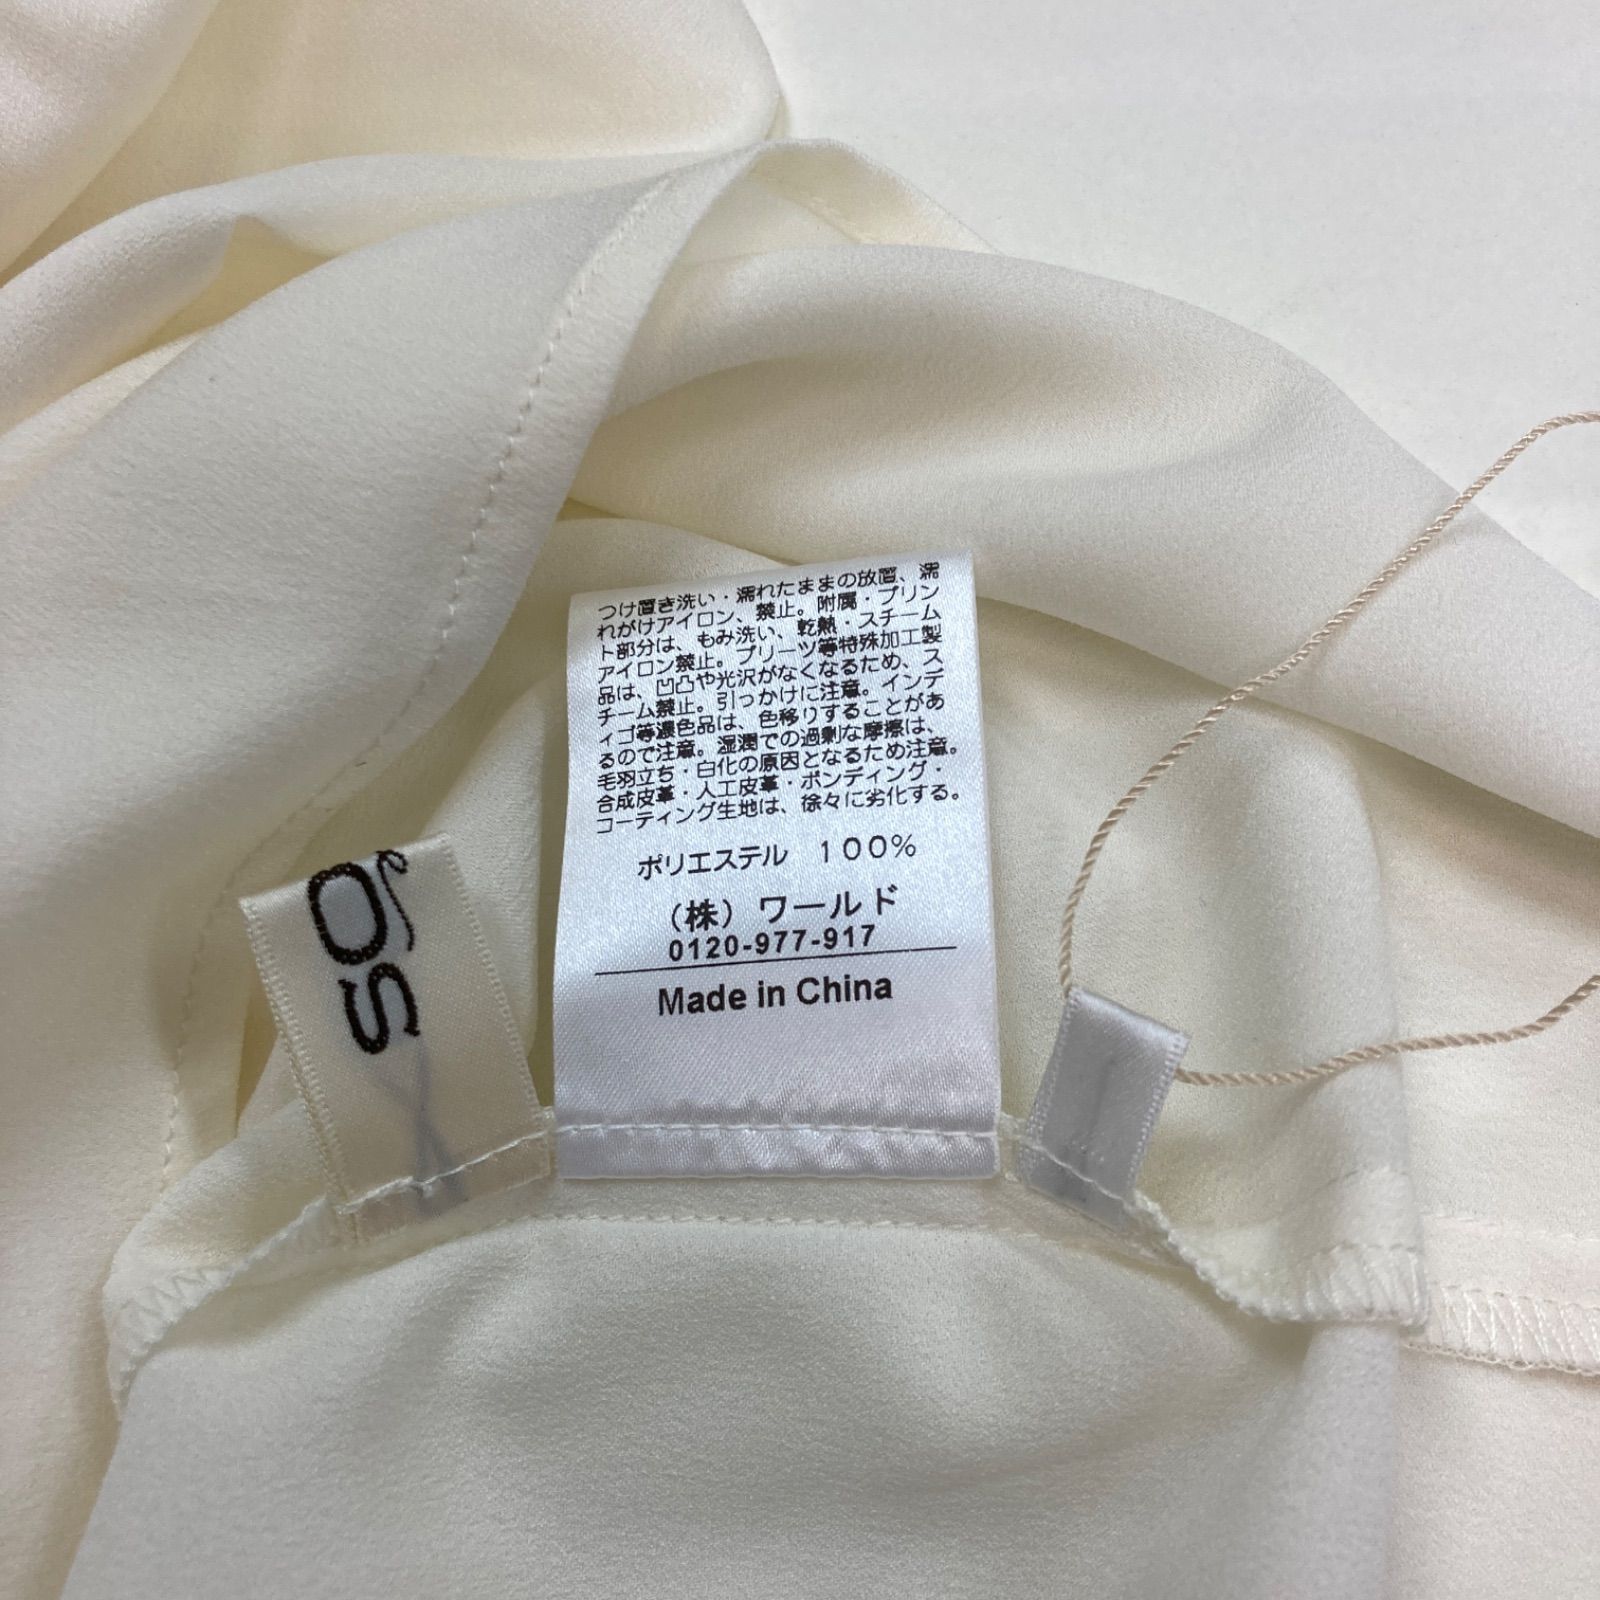 つけ置き洗い・濡れたままの放置、濡
れがけアイロン、禁止。附属・プリン
ト部分は、もみ洗い、乾熱・スチーム
アイロン禁止。プリーツ等特殊加工製
品は、凹凸や光沢がなくなるため、ス
チーム禁止。引っかけに注意。インデ
ィゴ等濃色品は、色移りすることがあ
るので注意。湿潤での過剰な摩擦は、
毛羽立ち・白化の原因となるため注意。
合成皮革・人工皮革・ボンディング・
コーティング生地は、徐々に劣化する。
ポリエステル 100%
(株)ワールド
0120-977-917
Made in China